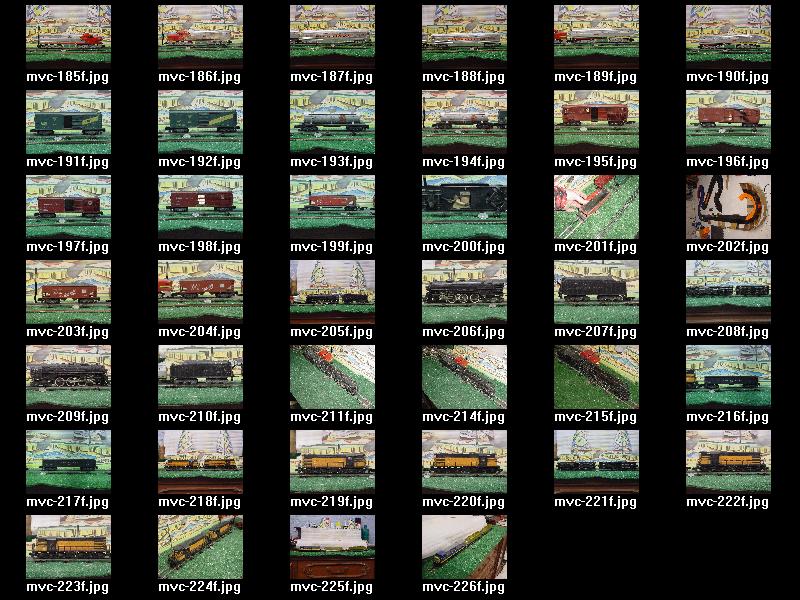 mvc-185f.jpg mvc-186f.jpg mvc-187f.jpg mvc-188f.jpg mvc-189f.jpg mvc-190f.jpg
mvc-191f.jpg mvc-192f.jpg mvc-193f.jpg mvc-194f.jpg mvc-195f.jpg mvc-196f.jpg
mvc-197f.jpg mvc-198f.jpg mvc-199f.jpg mvc-200f.jpg mvc-201f.jpg mvc-202f.jpg
mvc-203f.jpg mvc-204f.jpg mvc-205f.jpg mvc-206f.jpg mvc-207f.jpg mvc-208f.jpg
mvc-209f.jpg mvc-210f.jpg mvc-211f.jpg mvc-214f.jpg mvc-215f.jpg mvc-216f.jpg
mvc-217f.jpg mvc-218f.jpg mvc-219f.jpg mvc-220f.jpg mvc-221f.jpg mvc-222f.jpg
mvc-223f.jpg mvc-224f.jpg mvc-225f.jpg mvc-226f.jpg